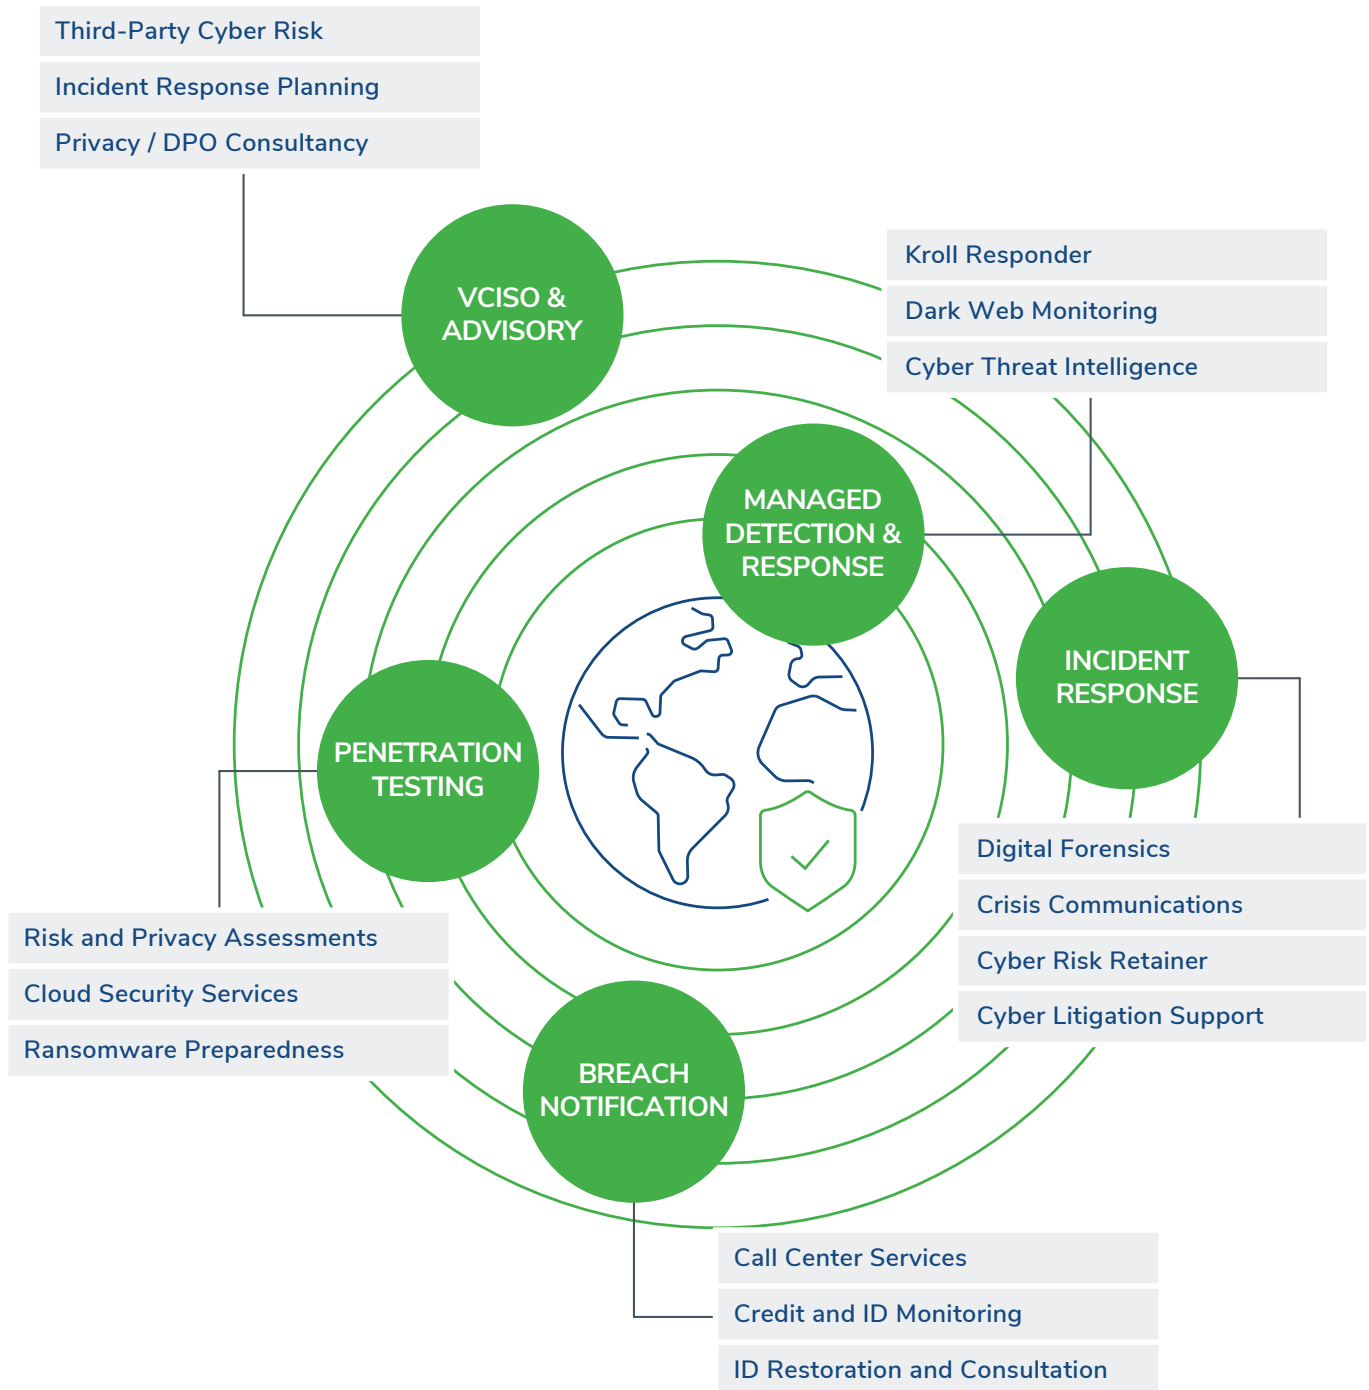 Third-Party Cyber Risk
Incident Response Planning
Privacy / DPO Consultancy
VCISO &
ADVISORY
Kroll Responder
Dark Web Monitoring
Cyber Threat Intelligence
MANAGED
DETECTION &
RESPONSE
INCIDENT
RESPONSE
Digital Forensics
Crisis Communications
Cyber Risk Retainer
Cyber Litigation Support
PENETRATION
TESTING
Risk and Privacy Assessments
Cloud Security Services
Ransomware Preparedness
BREACH
NOTIFICATION
Call Center Services
Credit and ID Monitoring
ID Restoration and Consultation